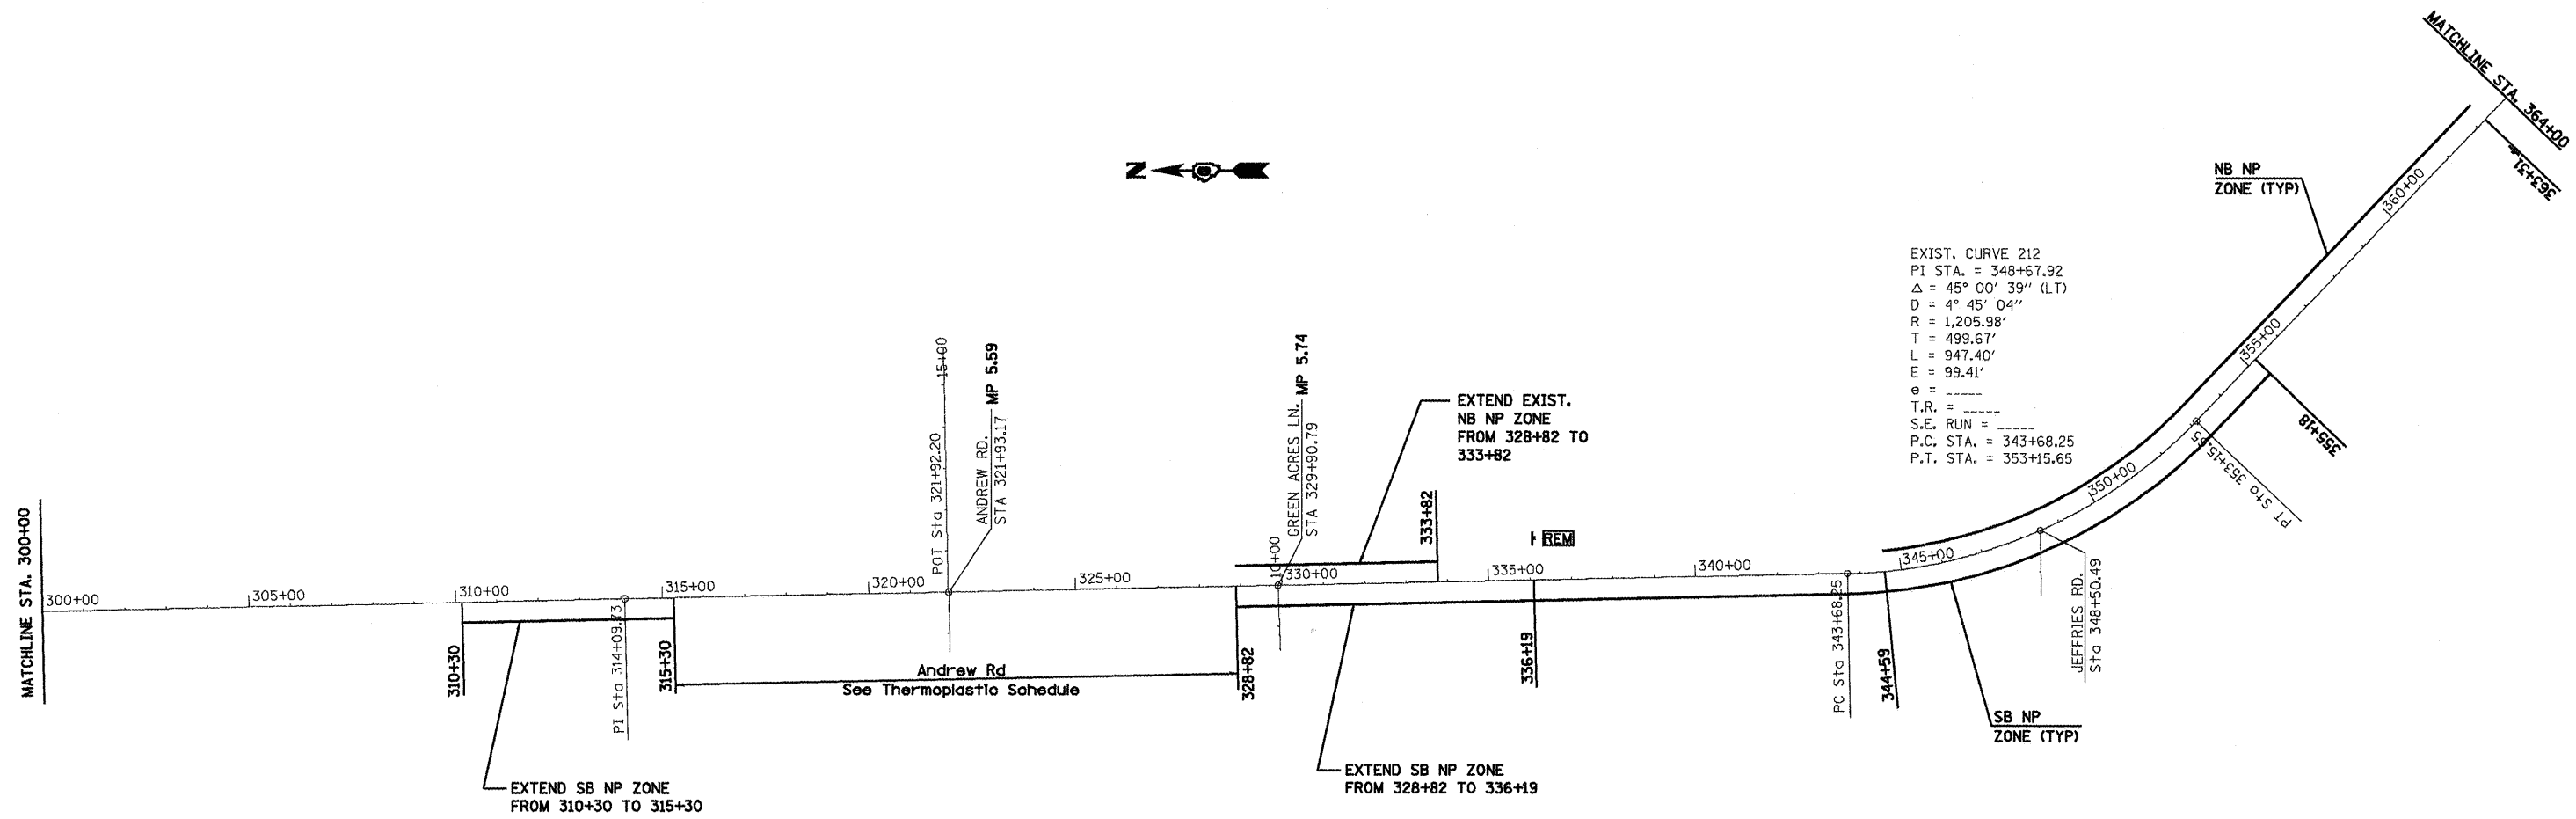 MATCHLINE STA. 300+00
300+00
305+00
310+00
315+00
320+00
325+00
330+00
335+00
340+00
345+00
350+00
355+00
360+00
310+30
PI Sta 314+09.73
315+30
EXTEND SB NP ZONE
FROM 310+30 TO 315+30
Andrew Rd
See Thermoplastic Schedule
POT Sta 321+92.20
15+00
ANDREW RD.
STA 321+93.17
MP 5.59
N
328+82
10+00
GREEN ACRES LN.
STA 329+90.79
MP 5.74
EXTEND EXIST.
NB NP ZONE
FROM 328+82 TO
333+82
333+82
REM
336+19
EXTEND SB NP ZONE
FROM 328+82 TO 336+19
PC Sta 343+68.25
344+59
SB NP
ZONE (TYP)
JEFFRIES RD.
Sta 348+50.49
PT Sta 353+15.65
355+18
EXIST. CURVE 212
PI STA. = 348+67.92
Δ = 45° 00' 39" (LT)
D = 4° 45' 04"
R = 1,205.98'
T = 499.67'
L = 947.40'
E = 99.41'
e = _____
T.R. = _____
S.E. RUN = _____
P.C. STA. = 343+68.25
P.T. STA. = 353+15.65
NB NP
ZONE (TYP)
363+31
MATCHLINE STA. 364+00